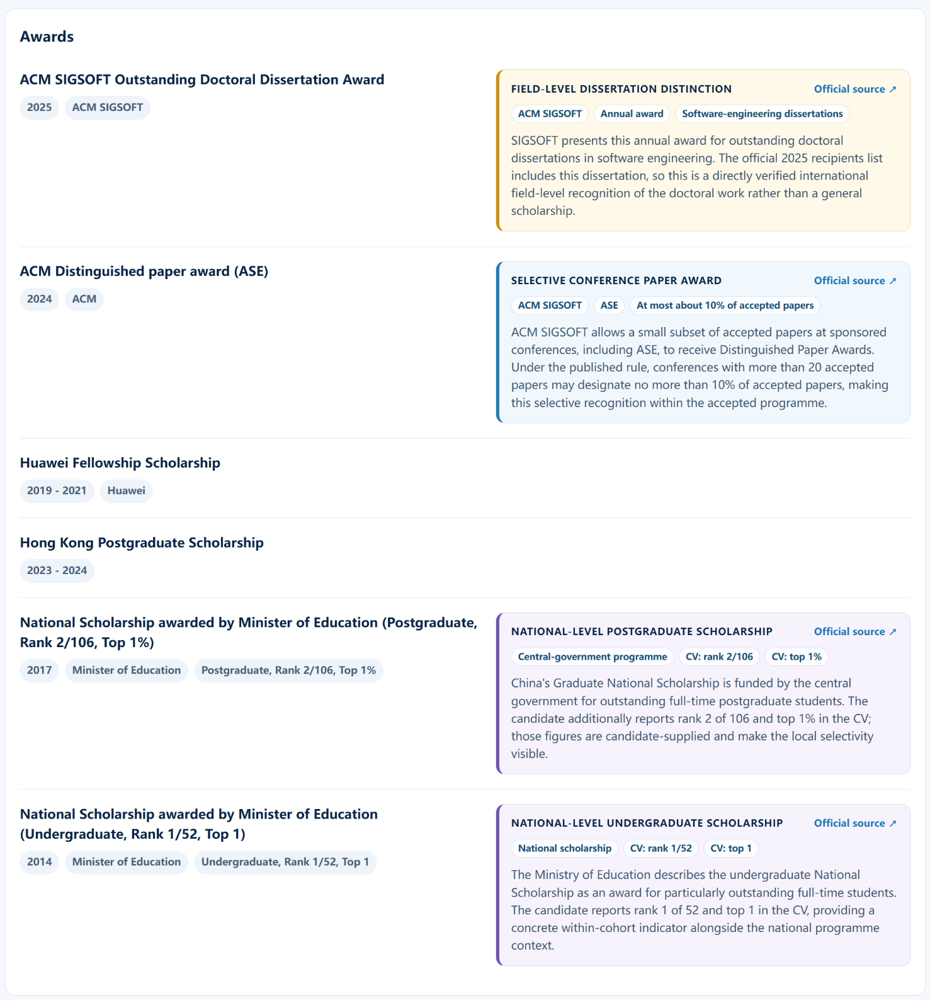 Awards
ACM SIGSOFT Outstanding Doctoral Dissertation Award
2025 ACM SIGSOFT
FIELD-LEVEL DISSERTATION DISTINCTION Official source ↗
ACM SIGSOFT Annual award Software-engineering dissertations
SIGSOFT presents this annual award for outstanding doctoral
dissertations in software engineering. The official 2025 recipients list
includes this dissertation, so this is a directly verified international
field-level recognition of the doctoral work rather than a general
scholarship.
ACM Distinguished paper award (ASE)
2024 ACM
SELECTIVE CONFERENCE PAPER AWARD Official source ↗
ACM SIGSOFT ASE At most about 10% of accepted papers
ACM SIGSOFT allows a small subset of accepted papers at sponsored
conferences, including ASE, to receive Distinguished Paper Awards.
Under the published rule, conferences with more than 20 accepted
papers may designate no more than 10% of accepted papers, making
this selective recognition within the accepted programme.
Huawei Fellowship Scholarship
2019 - 2021 Huawei
Hong Kong Postgraduate Scholarship
2023 - 2024
National Scholarship awarded by Minister of Education (Postgraduate,
Rank 2/106, Top 1%)
2017 Minister of Education Postgraduate, Rank 2/106, Top 1%
NATIONAL-LEVEL POSTGRADUATE SCHOLARSHIP Official source ↗
Central-government programme CV: rank 2/106 CV: top 1%
China's Graduate National Scholarship is funded by the central
government for outstanding full-time postgraduate students. The
candidate additionally reports rank 2 of 106 and top 1% in the CV;
those figures are candidate-supplied and make the local selectivity
visible.
National Scholarship awarded by Minister of Education
(Undergraduate, Rank 1/52, Top 1)
2014 Minister of Education Undergraduate, Rank 1/52, Top 1
NATIONAL-LEVEL UNDERGRADUATE SCHOLARSHIP Official source ↗
National scholarship CV: rank 1/52 CV: top 1
The Ministry of Education describes the undergraduate National
Scholarship as an award for particularly outstanding full-time students.
The candidate reports rank 1 of 52 and top 1 in the CV, providing a
concrete within-cohort indicator alongside the national programme
context.